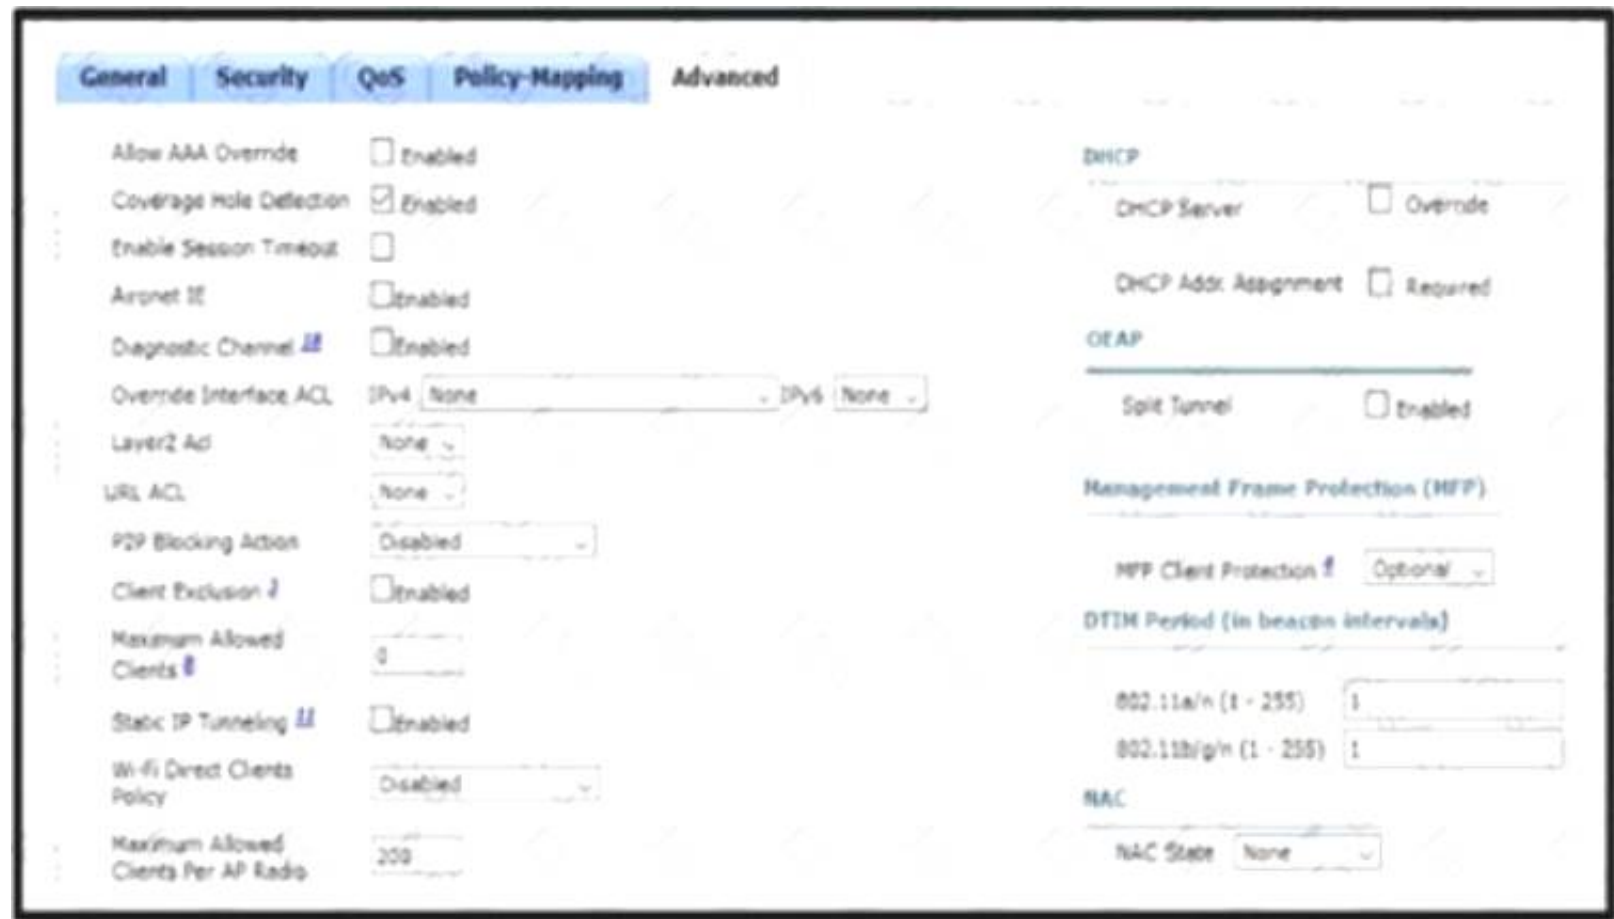 General Security QoS Policy-Mapping Advanced
Allow AAA Override Enabled
Coverage Hole Detection Enabled
Enable Session Timeout
Aironet IE Enabled
Diagnostic Channel 18 Enabled
Override Interface ACL IPv4 None IPv6 None
Layer2 Acl None
URL ACL None
P2P Blocking Action Disabled
Client Exclusion 3 Enabled
Maximum Allowed
Clients 8
0
Static IP Tunneling 11 Enabled
Wi-Fi Direct Clients
Policy
Disabled
Maximum Allowed
Clients Per AP Radio
200
DHCP
DHCP Server Override
DHCP Addr. Assignment Required
OEAP
Split Tunnel Enabled
Management Frame Protection (MFP)
MFP Client Protection 4 Optional
DTIM Period (in beacon intervals)
802.11a/n (1 - 255) 1
802.11b/g/n (1 - 255) 1
NAC
NAC State None